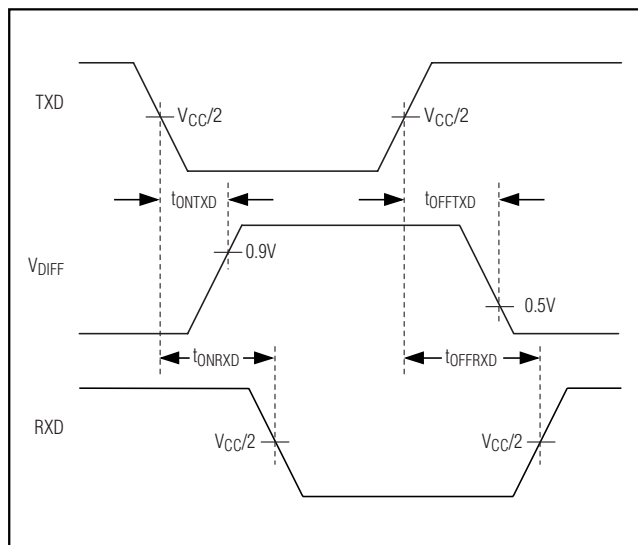 TXD
VCC/2
VCC/2
tONTXD
tOFFTXD
VDIFF
0.9V
0.5V
tONRXD
tOFFRXD
RXD
VCC/2
VCC/2